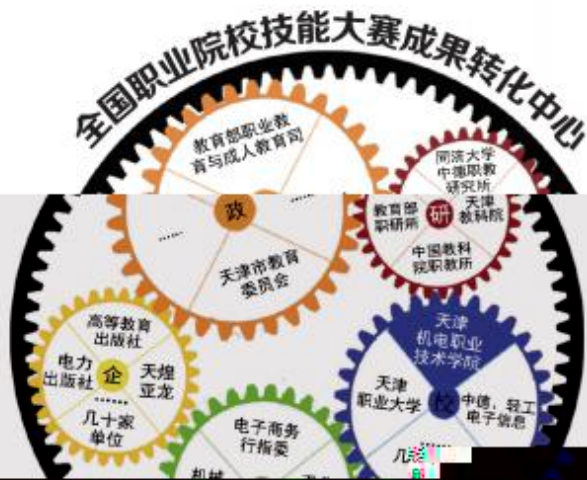 全国职业院校技能大赛成果转化中心
教育部职业教
育与成人教育司
政
……
……
天津市教育
委员会
同济大学
中德职教
研究所
教育部
职研所
研
天津
教科院
中国教科
院职教所
高等教育
出版社
电力
出版社
企
天煌
亚龙
……
几十家
单位
天津
机电职业
技术学院
天津
职业大学
校
中德、轻工
电子信息
……
电子商务
行指委
机械